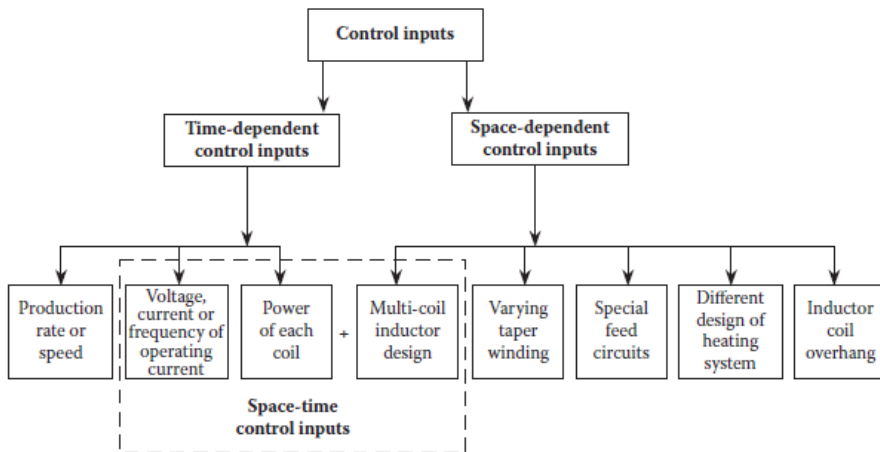 Control inputs
Time-dependent
control inputs
Space-dependent
control inputs
Production
rate or
speed
Voltage,
current or
frequency of
operating
current
Power
of each
coil
+
Multi-coil
inductor
design
Varying
taper
winding
Special
feed
circuits
Different
design of
heating
system
Inductor
coil
overhang
Space-time
control inputs